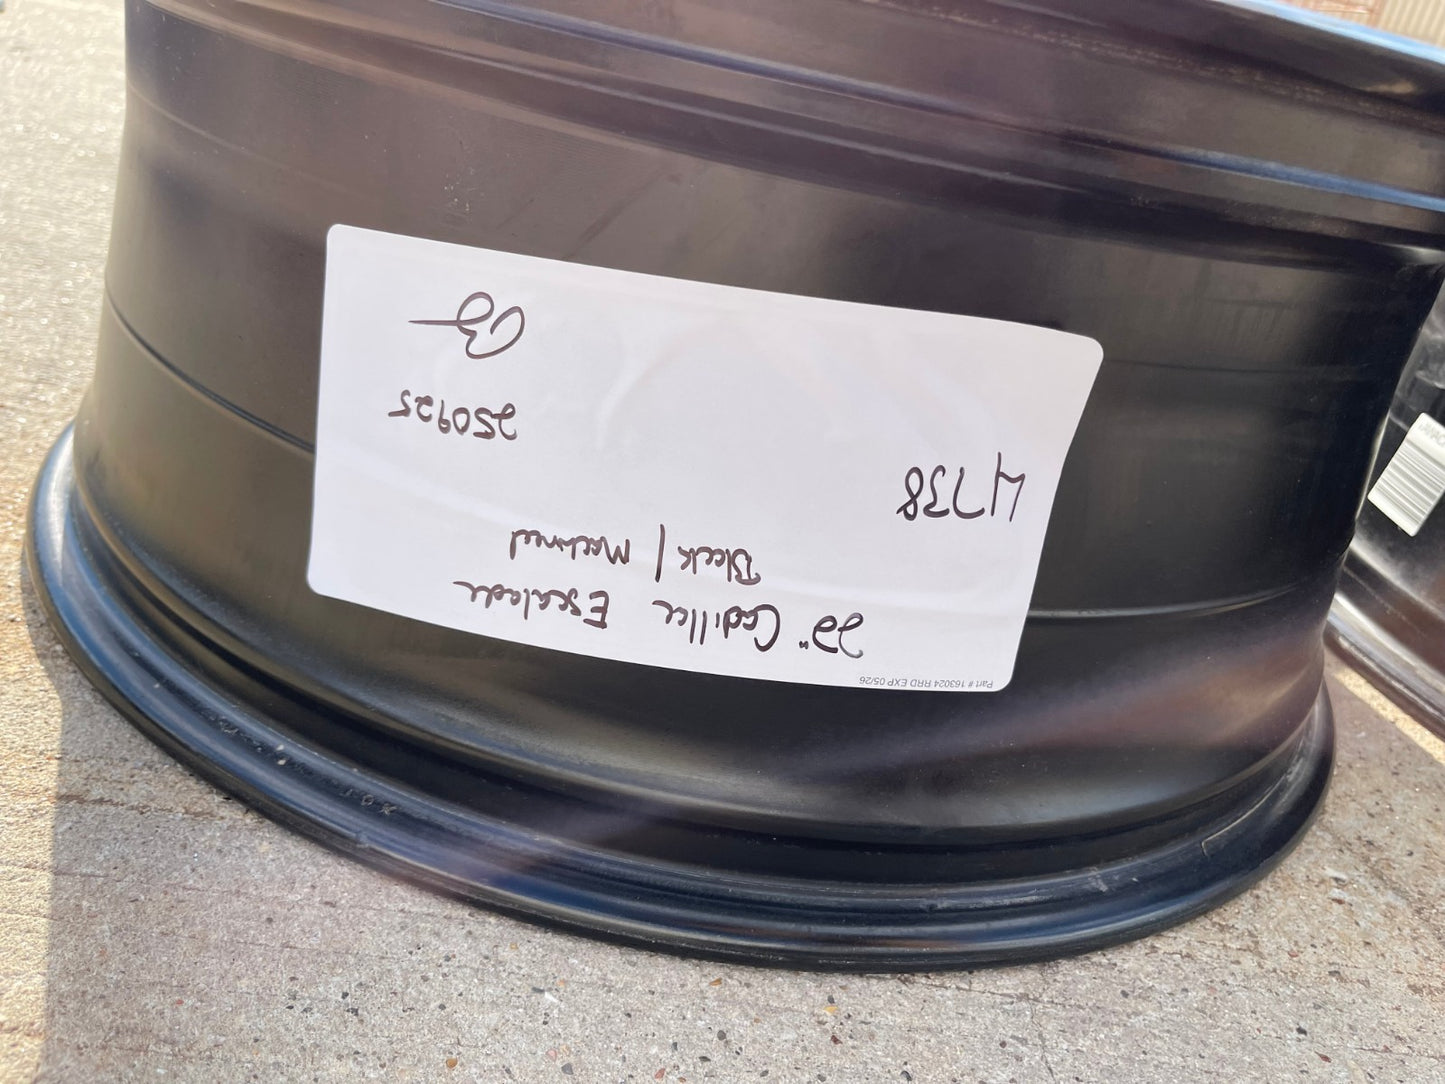 Part # 163024 RRD EXP 05/26
22" Cadillac Escalade
Black / Machined
4738
250925